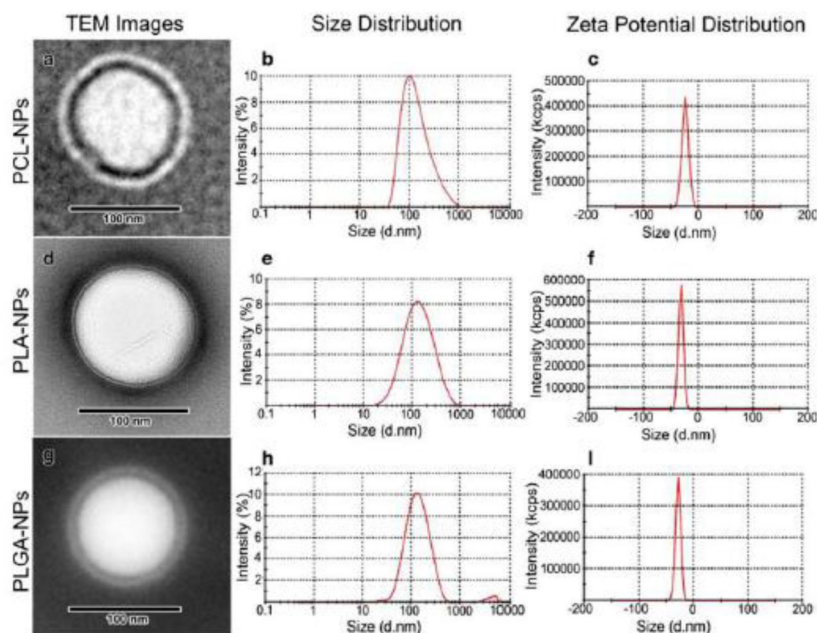 TEM Images
Size Distribution
Zeta Potential Distribution
PCL-NPs
a
100 nm
b
Intensity (%)
10
8
6
4
2
0.1 1 10 100 1000 10000
Size (d.nm)
c
Intensity (kcps)
500000
400000
300000
200000
100000
-200 -100 0 100 200
Size (d.nm)
PLA-NPs
d
100 nm
e
Intensity (%)
10
8
6
4
2
0.1 1 10 100 1000 10000
Size (d.nm)
f
Intensity (kcps)
600000
500000
400000
300000
200000
100000
-200 -100 0 100 200
Size (d.nm)
PLGA-NPs
g
100 nm
h
Intensity (%)
12
10
8
6
4
2
0
0.1 1 10 100 1000 10000
Size (d.nm)
I
Intensity (kcps)
400000
300000
200000
100000
0
-200 -100 0 100 200
Size (d.nm)